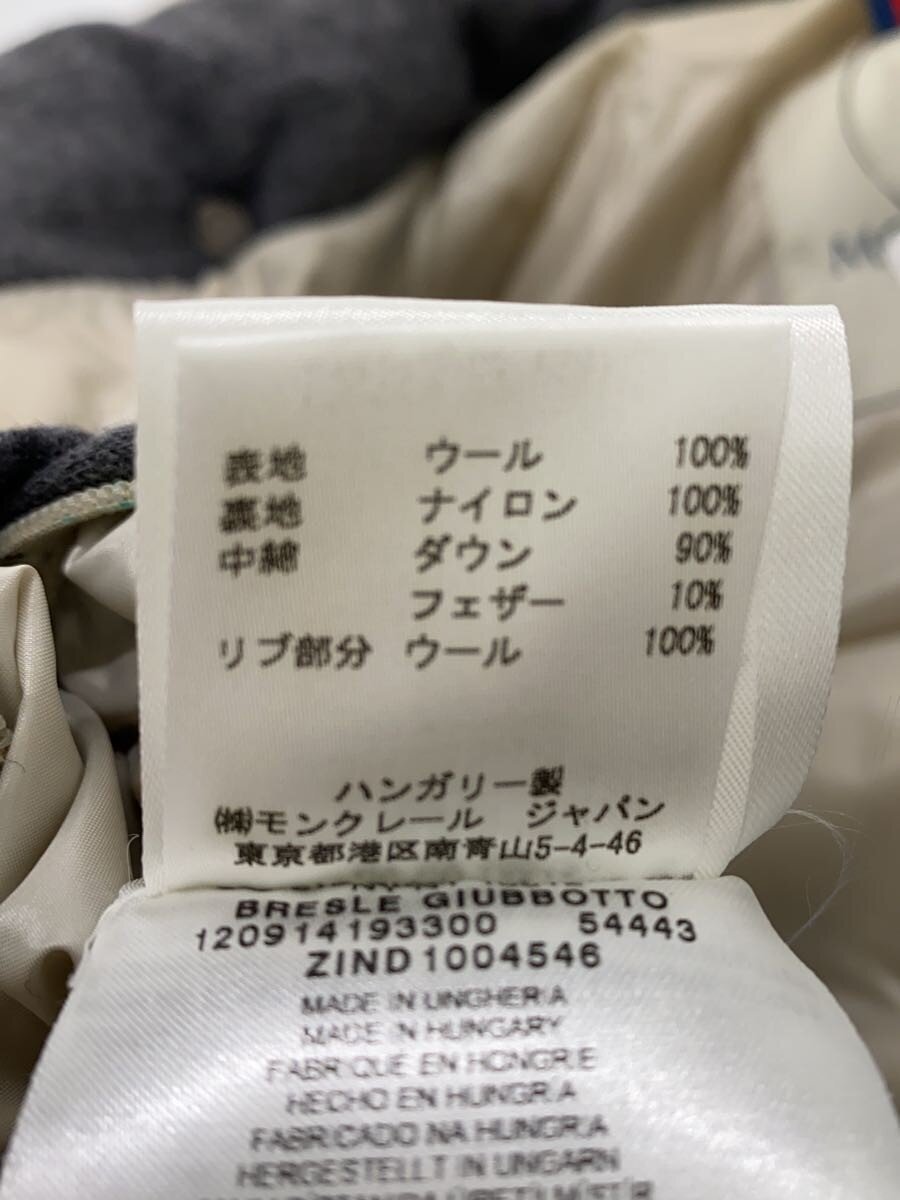 表地 ウール 100%
裏地 ナイロン 100%
中綿 ダウン 90%
フェザー 10%
リブ部分 ウール 100%
ハンガリー製
㈱モンクレール ジャパン
東京都港区南青山5-4-46
BRESLE GIUBBOTTO
120914193300 54443
ZIND1004546
MADE IN UNGHERIA
MADE IN HUNGARY
FABRIQUE EN HONGRIE
HECHO EN HUNGRIA
FABRICADO NA HUNGRIA
HERGESTELLT IN UNGARN